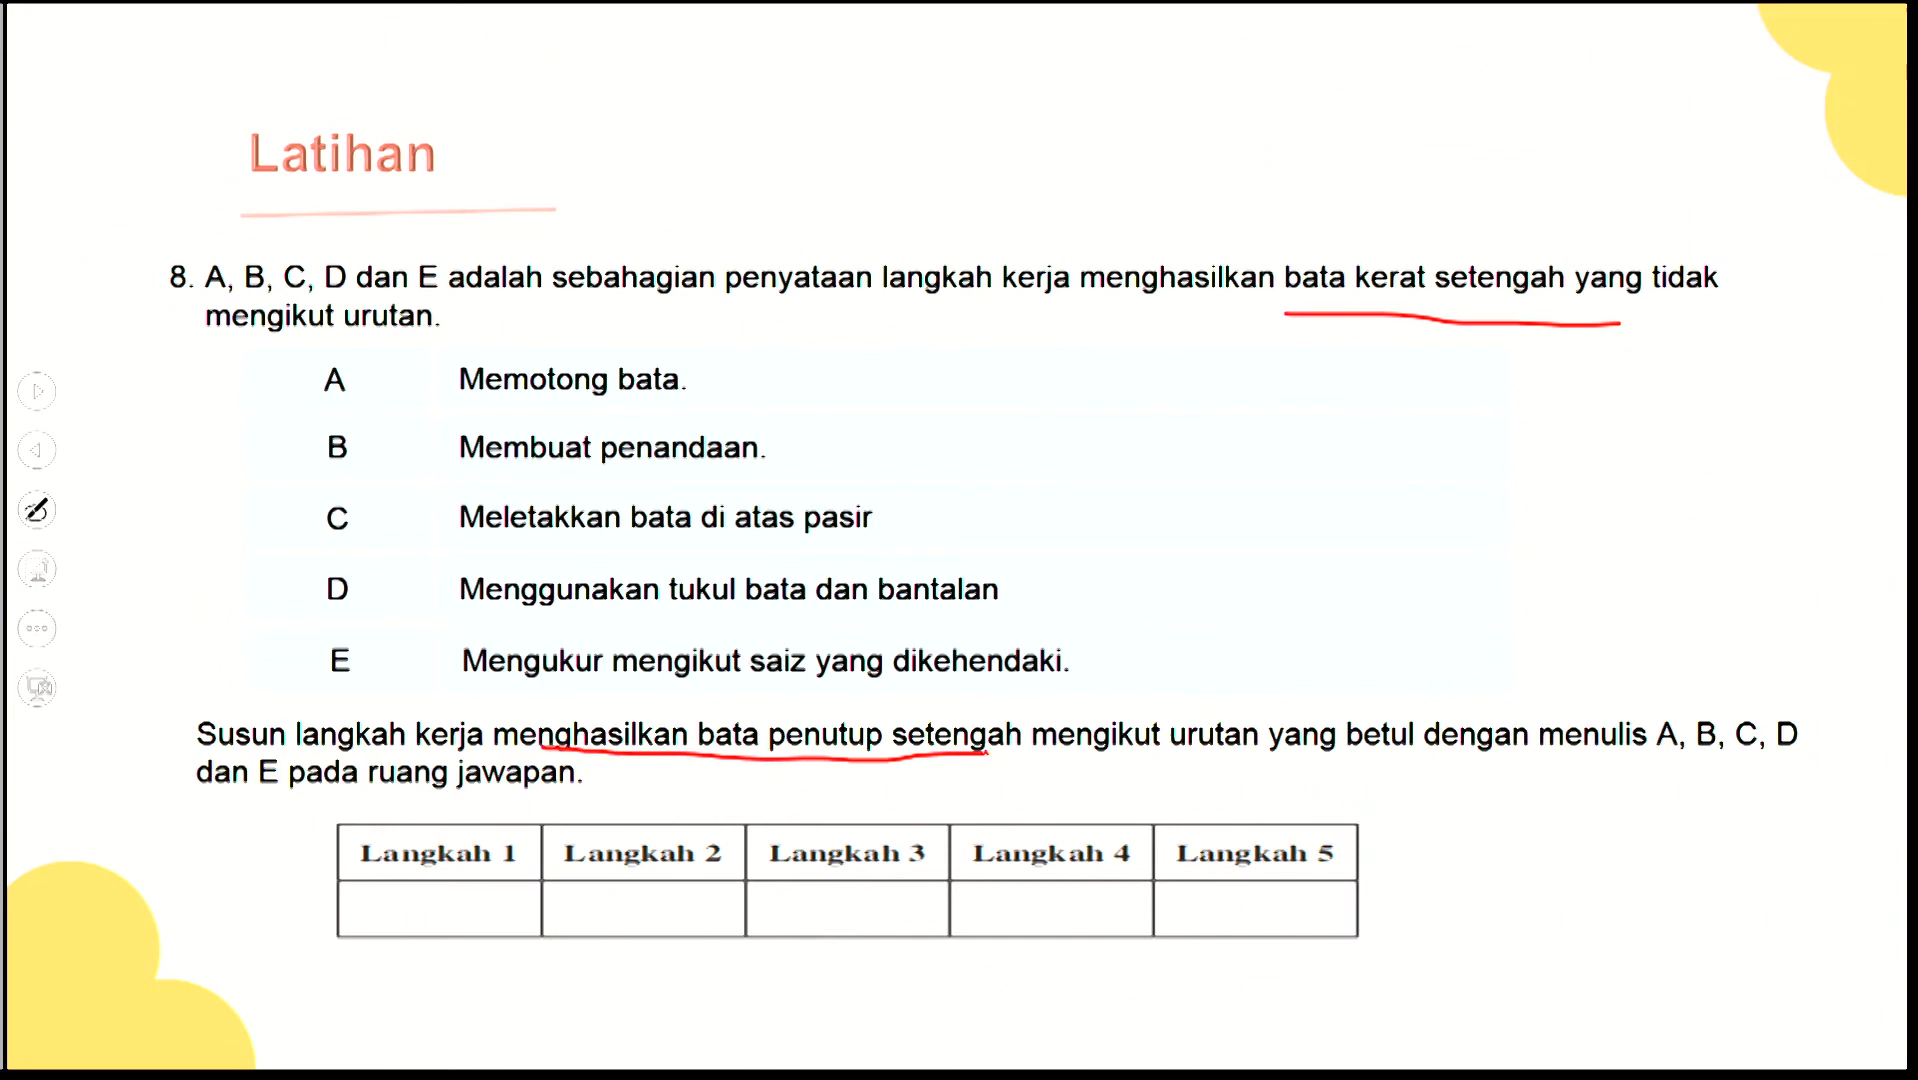 Latihan
8. A, B, C, D dan E adalah sebahagian penyataan langkah kerja menghasilkan bata kerat setengah yang tidak
mengikut urutan.
A Memotong bata.
B Membuat penandaan.
C Meletakkan bata di atas pasir
D Menggunakan tukul bata dan bantalan
E Mengukur mengikut saiz yang dikehendaki.
Susun langkah kerja menghasilkan bata penutup setengah mengikut urutan yang betul dengan menulis A, B, C, D
dan E pada ruang jawapan.
Langkah 1 Langkah 2 Langkah 3 Langkah 4 Langkah 5